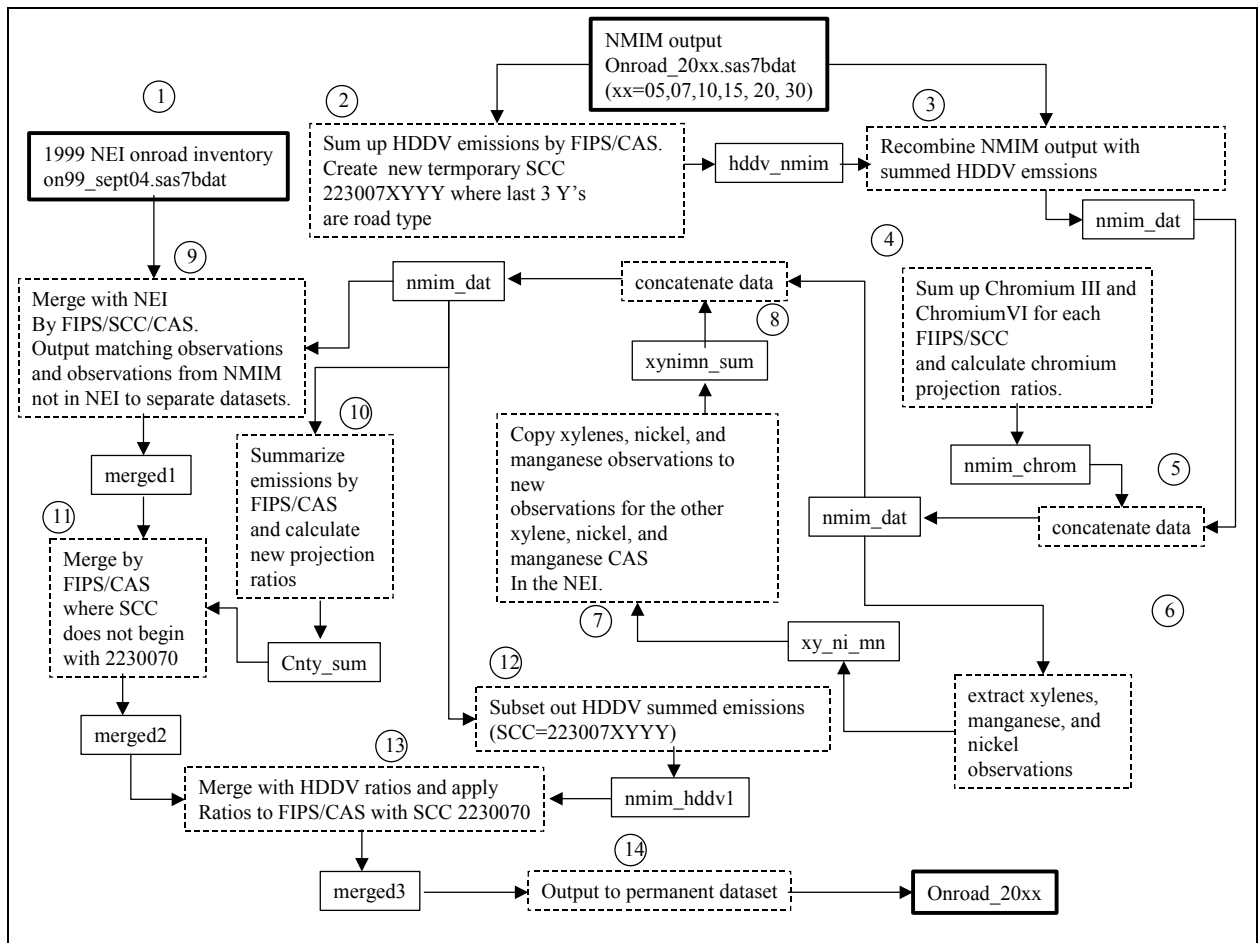 NMIM output
Onroad_20xx.sas7bdat
(xx=05,07,10,15, 20, 30)
1
1999 NEI onroad inventory
on99_sept04.sas7bdat
2
Sum up HDDV emissions by FIPS/CAS.
Create new termporary SCC
223007XYYY where last 3 Y’s
are road type
hddv_nmim
3
Recombine NMIM output with
summed HDDV emssions
nmim_dat
4
Sum up Chromium III and
ChromiumVI for each
FIIPS/SCC
and calculate chromium
projection ratios.
nmim_chrom
5
concatenate data
nmim_dat
6
extract xylenes,
manganese, and
nickel
observations
xy_ni_mn
7
Copy xylenes, nickel, and
manganese observations to
new
observations for the other
xylene, nickel, and
manganese CAS
In the NEI.
xynimn_sum
8
concatenate data
nmim_dat
9
Merge with NEI
By FIPS/SCC/CAS.
Output matching observations
and observations from NMIM
not in NEI to separate datasets.
merged1
10
Summarize
emissions by
FIPS/CAS
and calculate
new projection
ratios
Cnty_sum
11
Merge by
FIPS/CAS
where SCC
does not begin
with 2230070
merged2
12
Subset out HDDV summed emissions
(SCC=223007XYYY)
nmim_hddv1
13
Merge with HDDV ratios and apply
Ratios to FIPS/CAS with SCC 2230070
merged3
14
Output to permanent dataset
Onroad_20xx